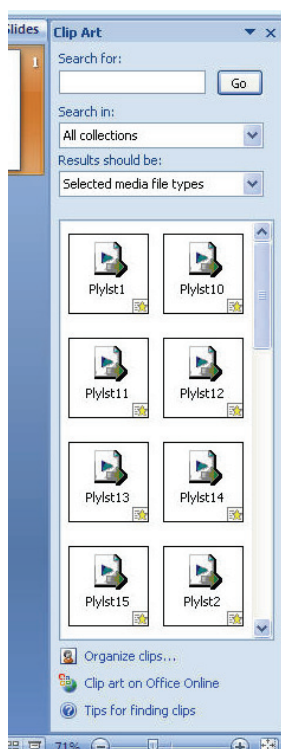 Slides
Clip Art
1
Search for:
Go
Search in:
All collections
Results should be:
Selected media file types
Plylst1
Plylst10
Plylst11
Plylst12
Plylst13
Plylst14
Plylst15
Plylst2
Organize clips...
Clip art on Office Online
Tips for finding clips
71%